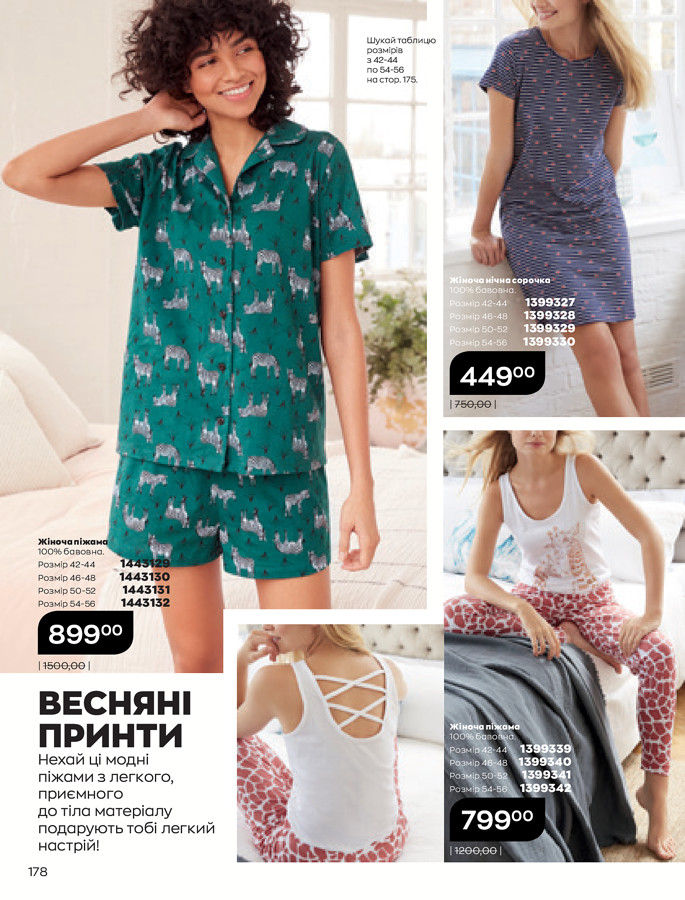 Шукай таблицю
розмірів
з 42-44
по 54-56
на стор. 175.
Жіноча нічна сорочка
100% бавовна.
Розмір 42-44 1399327
Розмір 46-48 1399328
Розмір 50-52 1399329
Розмір 54-56 1399330
449⁰⁰
| 750,00 |
Жіноча піжама
100% бавовна.
Розмір 42-44 1443129
Розмір 46-48 1443130
Розмір 50-52 1443131
Розмір 54-56 1443132
899⁰⁰
| 1500,00 |
ВЕСНЯНІ
ПРИНТИ
Нехай ці модні
піжами з легкого,
приємного
до тіла матеріалу
подарують тобі легкий
настрій!
Жіноча піжама
100% бавовна.
Розмір 42-44 1399339
Розмір 46-48 1399340
Розмір 50-52 1399341
Розмір 54-56 1399342
799⁰⁰
| 1200,00 |
178